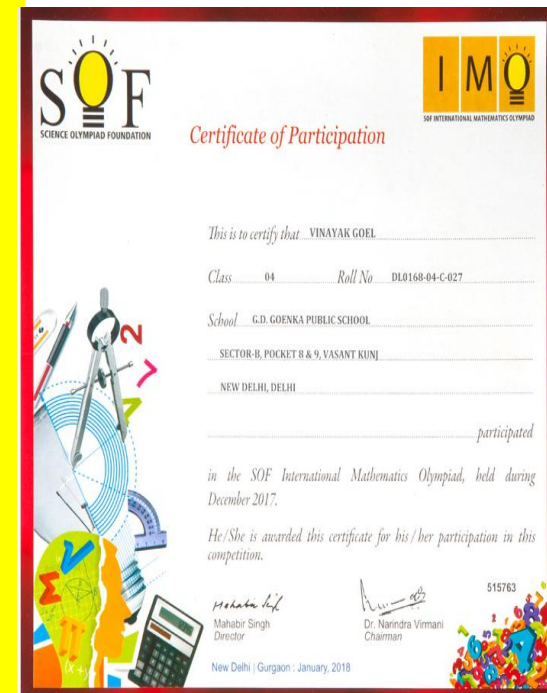 SOF
SCIENCE OLYMPIAD FOUNDATION
IMO
SOF INTERNATIONAL MATHEMATICS OLYMPIAD
Certificate of Participation
This is to certify that VINAYAK GOEL
Class 04 Roll No DL0168-04-C-027
School G.D. GOENKA PUBLIC SCHOOL
SECTOR-B, POCKET 8 & 9, VASANT KUNJ
NEW DELHI, DELHI
participated
in the SOF International Mathematics Olympiad, held during
December 2017.
He/She is awarded this certificate for his/her participation in this
competition.
515763
Mahabir Singh
Dr. Narindra Virmani
Director
Chairman
New Delhi | Gurgaon : January, 2018